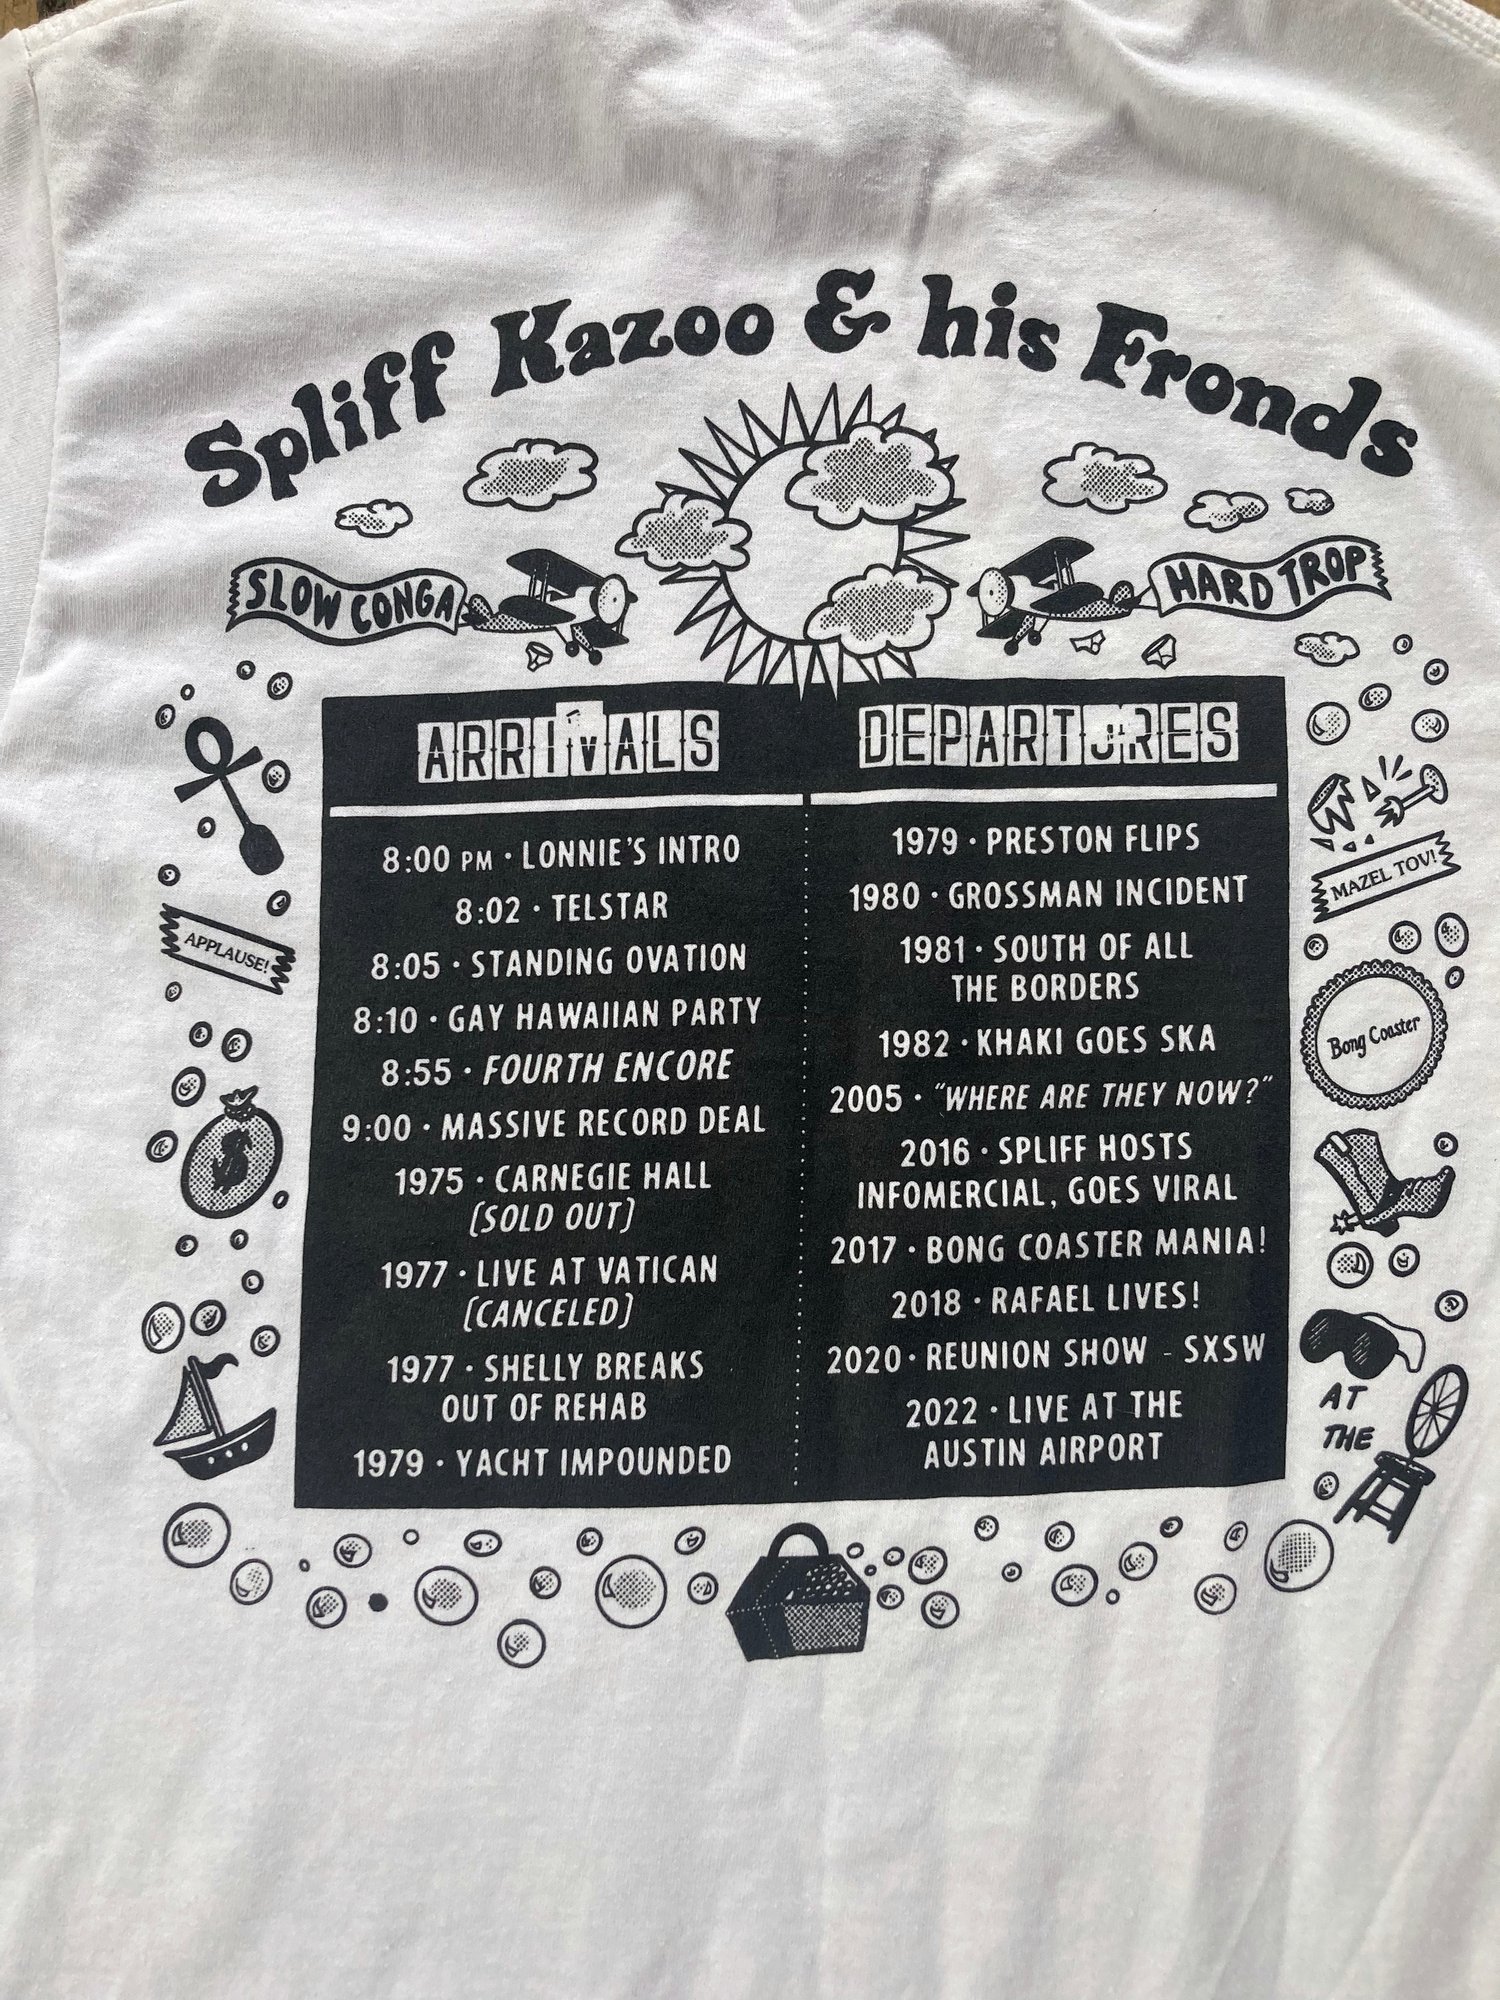 Spliff Kazoo & his Fronds
SLOW CONGA
HARD TROP
ARRIVALS
8:00 PM · LONNIE'S INTRO
8:02 · TELSTAR
8:05 · STANDING OVATION
8:10 · GAY HAWAIIAN PARTY
8:55 · FOURTH ENCORE
9:00 · MASSIVE RECORD DEAL
1975 · CARNEGIE HALL
(SOLD OUT)
1977 · LIVE AT VATICAN
(CANCELED)
1977 · SHELLY BREAKS
OUT OF REHAB
1979 · YACHT IMPOUNDED
DEPARTURES
1979 · PRESTON FLIPS
1980 · GROSSMAN INCIDENT
1981 · SOUTH OF ALL
THE BORDERS
1982 · KHAKI GOES SKA
2005 · "WHERE ARE THEY NOW?"
2016 · SPLIFF HOSTS
INFOMERCIAL, GOES VIRAL
2017 · BONG COASTER MANIA!
2018 · RAFAEL LIVES!
2020 · REUNION SHOW - SXSW
2022 · LIVE AT THE
AUSTIN AIRPORT
APPLAUSE!
$
MAZEL TOV!
Bong Coaster
AT
THE